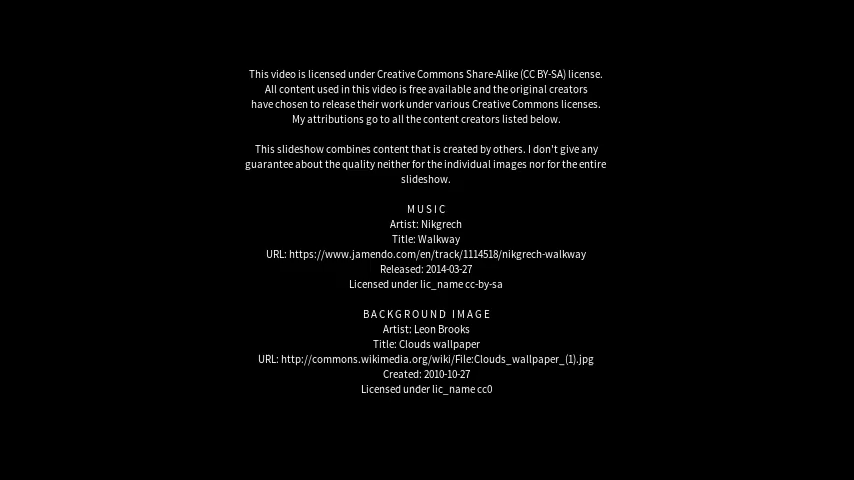 This video is licensed under Creative Commons Share-Alike (CC BY-SA) license.
All content used in this video is free available and the original creators
have chosen to release their work under various Creative Commons licenses.
My attributions go to all the content creators listed below.
This slideshow combines content that is created by others. I don't give any
guarantee about the quality neither for the individual images nor for the entire
slideshow.
MUSIC
Artist: Nikgrech
Title: Walkway
URL: https://www.jamendo.com/en/track/1114518/nikgrech-walkway
Released: 2014-03-27
Licensed under lic_name cc-by-sa
BACKGROUND IMAGE
Artist: Leon Brooks
Title: Clouds wallpaper
URL: http://commons.wikimedia.org/wiki/File:Clouds_wallpaper_(1).jpg
Created: 2010-10-27
Licensed under lic_name cc0